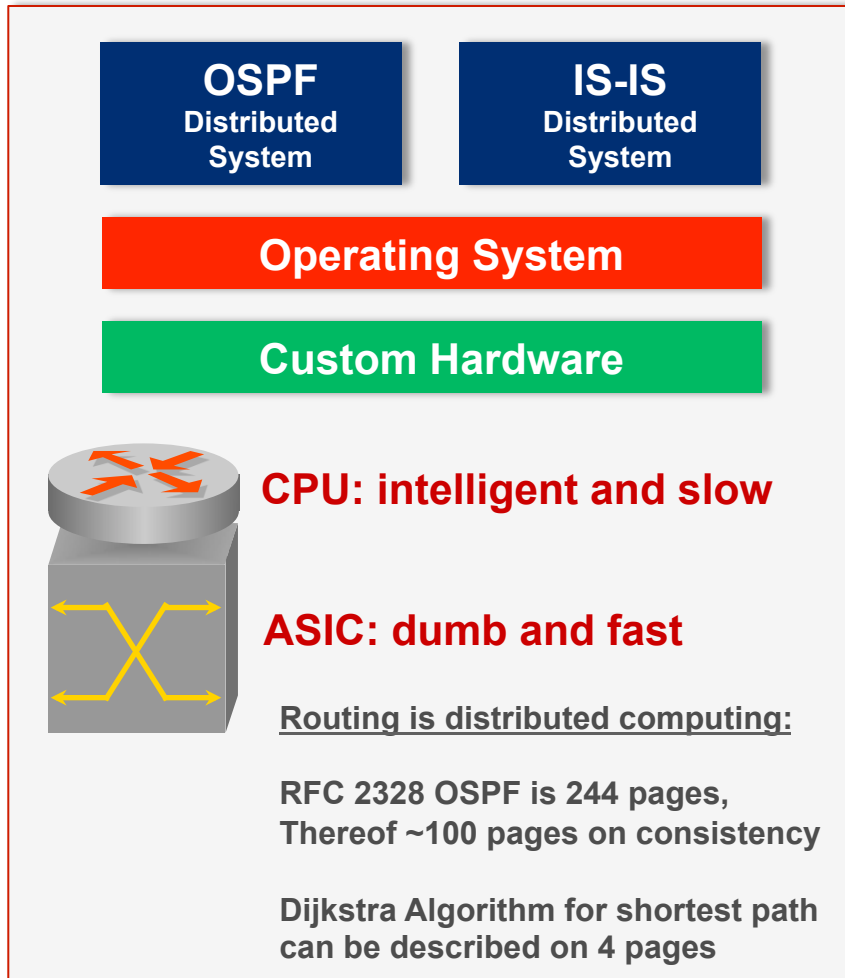 OSPF
Distributed
System
IS-IS
Distributed
System
Operating System
Custom Hardware
CPU: intelligent and slow
ASIC: dumb and fast
Routing is distributed computing:
RFC 2328 OSPF is 244 pages,
Thereof ~100 pages on consistency
Dijkstra Algorithm for shortest path
can be described on 4 pages